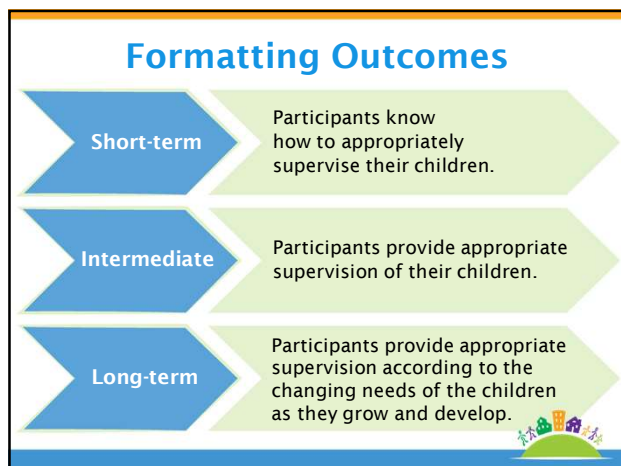 Formatting Outcomes
Short-term
Participants know
how to appropriately
supervise their children.
Intermediate
Participants provide appropriate
supervision of their children.
Long-term
Participants provide appropriate
supervision according to the
changing needs of the children
as they grow and develop.